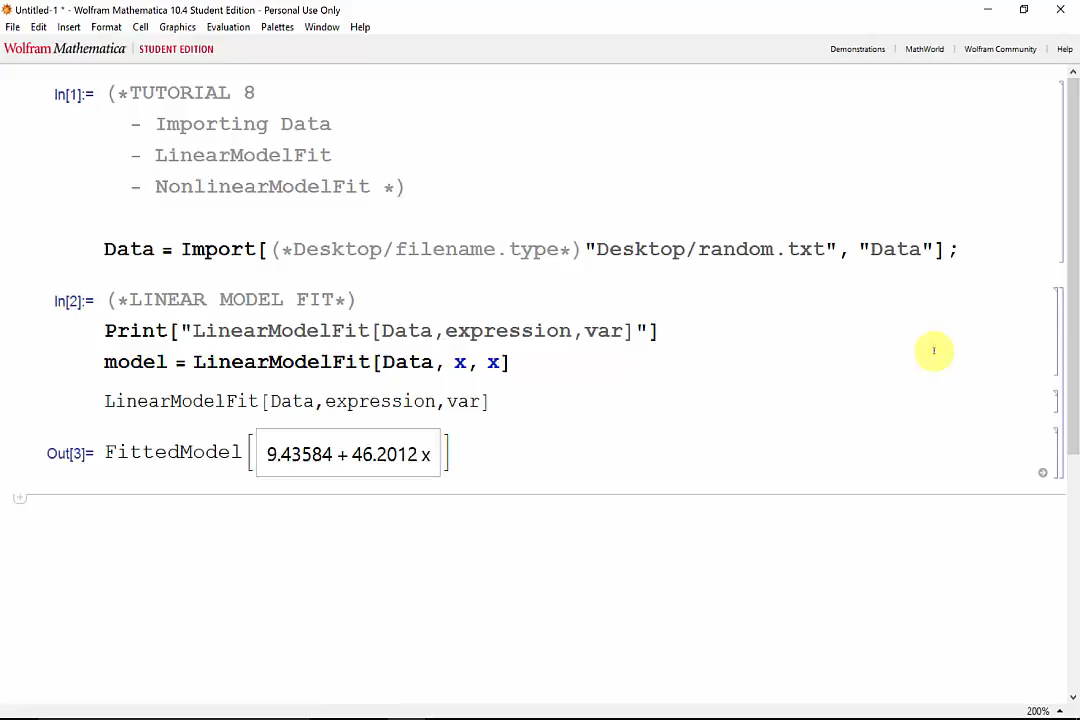 Untitled-1 * - Wolfram Mathematica 10.4 Student Edition - Personal Use Only
File Edit Insert Format Cell Graphics Evaluation Palettes Window Help
Wolfram Mathematica | STUDENT EDITION Demonstrations | MathWorld | Wolfram Community | Help
In[1]:= (*TUTORIAL 8
- Importing Data
- LinearModelFit
- NonlinearModelFit *)
Data = Import[(*Desktop/filename.type*)"Desktop/random.txt", "Data"];
In[2]:= (*LINEAR MODEL FIT*)
Print["LinearModelFit[Data,expression,var]"]
model = LinearModelFit[Data, x, x]
LinearModelFit[Data,expression,var]
Out[3]= FittedModel[ 9.43584 + 46.2012 x ]
200%